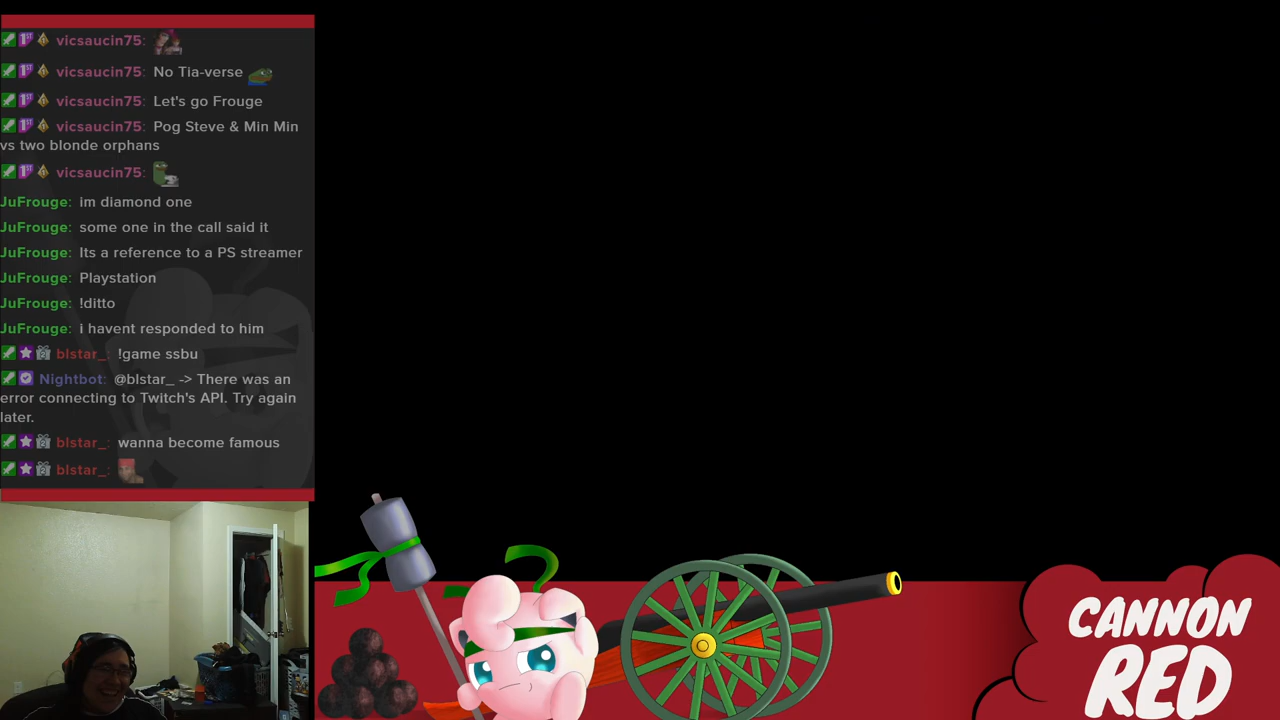 vicsaucin75:
vicsaucin75: No Tia-verse
vicsaucin75: Let's go Frouge
vicsaucin75: Pog Steve & Min Min
vs two blonde orphans
vicsaucin75:
JuFrouge: im diamond one
JuFrouge: some one in the call said it
JuFrouge: Its a reference to a PS streamer
JuFrouge: Playstation
JuFrouge: !ditto
JuFrouge: i havent responded to him
blstar_: !game ssbu
Nightbot: @blstar_ -> There was an
error connecting to Twitch's API. Try again
later.
blstar_: wanna become famous
blstar_:
CANNON
RED